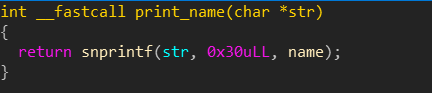 int __fastcall print_name(char *str)
{
  return snprintf(str, 0x30uLL, name);
}